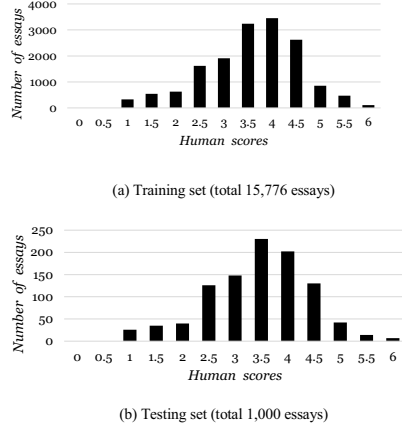 4000
3000
2000
1000
0
Number of essays
0 0.5 1 1.5 2 2.5 3 3.5 4 4.5 5 5.5 6
Human scores
(a) Training set (total 15,776 essays)
250
200
150
100
50
0
Number of essays
0 0.5 1 1.5 2 2.5 3 3.5 4 4.5 5 5.5 6
Human scores
(b) Testing set (total 1,000 essays)